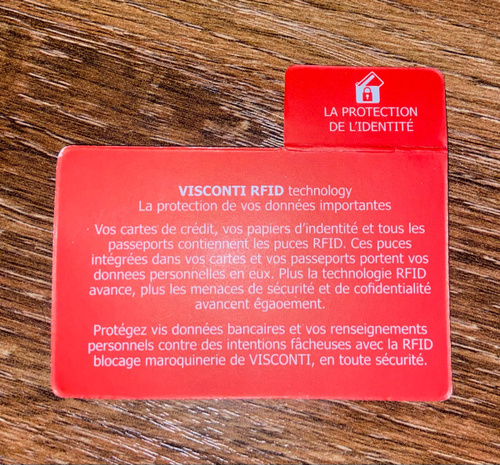 LA PROTECTION
DE L'IDENTITÉ
VISCONTI RFID technology
La protection de vos données importantes
Vos cartes de crédit, vos papiers d'indentité et tous les
passeports contiennent les puces RFID. Ces puces
intégrées dans vos cartes et vos passeports portent vos
données personnelles en eux. Plus la technologie RFID
avance, plus les menaces de sécurité et de cofidentialité
avancent égaoement.
Protégez vis données bancaires et vos renseignements
personnels contre des intentions fâcheuses avec la RFID
blocage maroquinerie de VISCONTI, en toute sécurité.